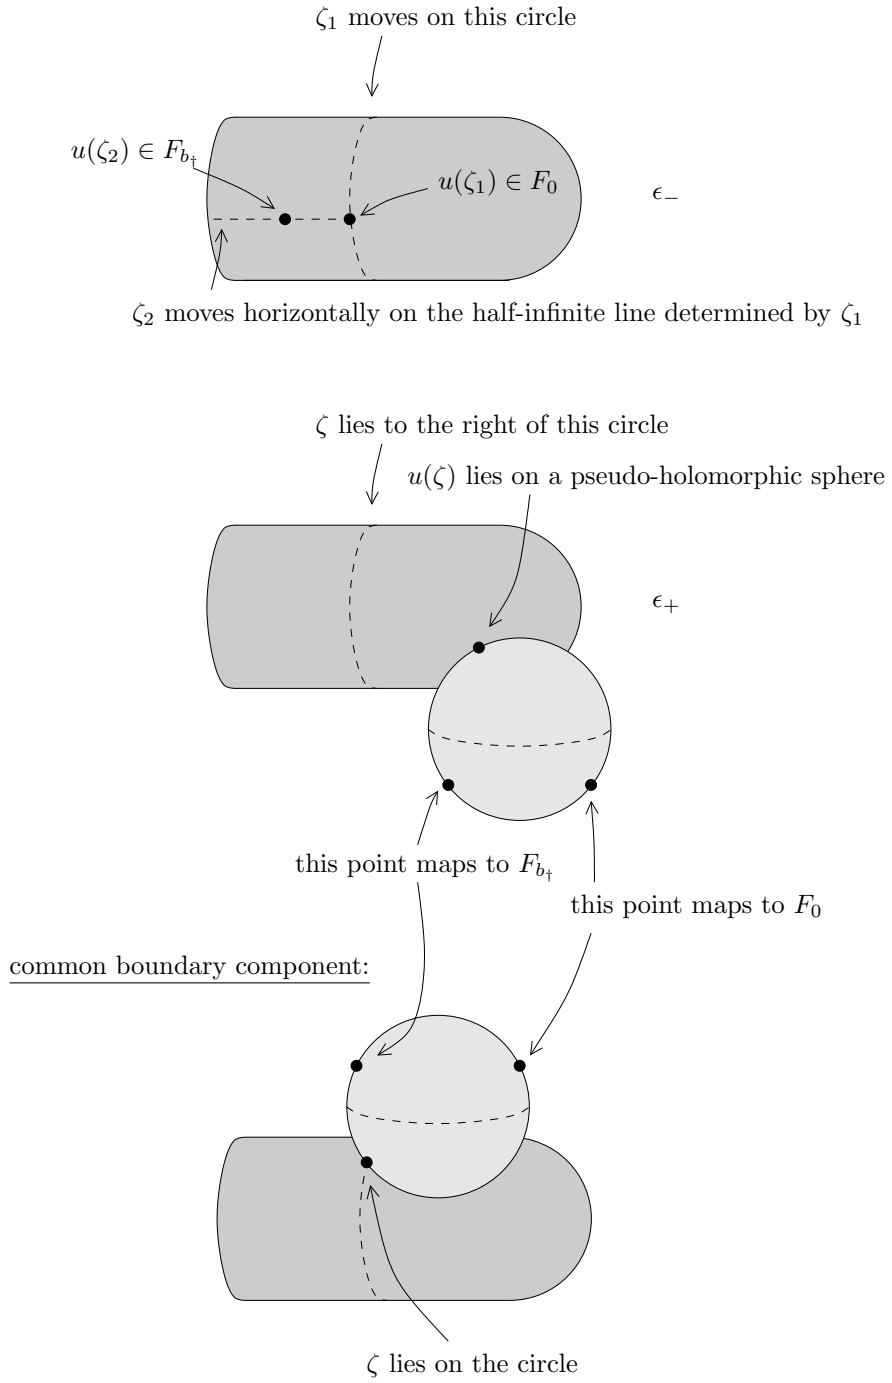 ζ₁ moves on this circle
u(ζ₂) ∈ F_{b_†}
u(ζ₁) ∈ F₀
ϵ₋
ζ₂ moves horizontally on the half-infinite line determined by ζ₁
ζ lies to the right of this circle
u(ζ) lies on a pseudo-holomorphic sphere
ϵ₊
this point maps to F_{b_†}
this point maps to F₀
common boundary component:
ζ lies on the circle